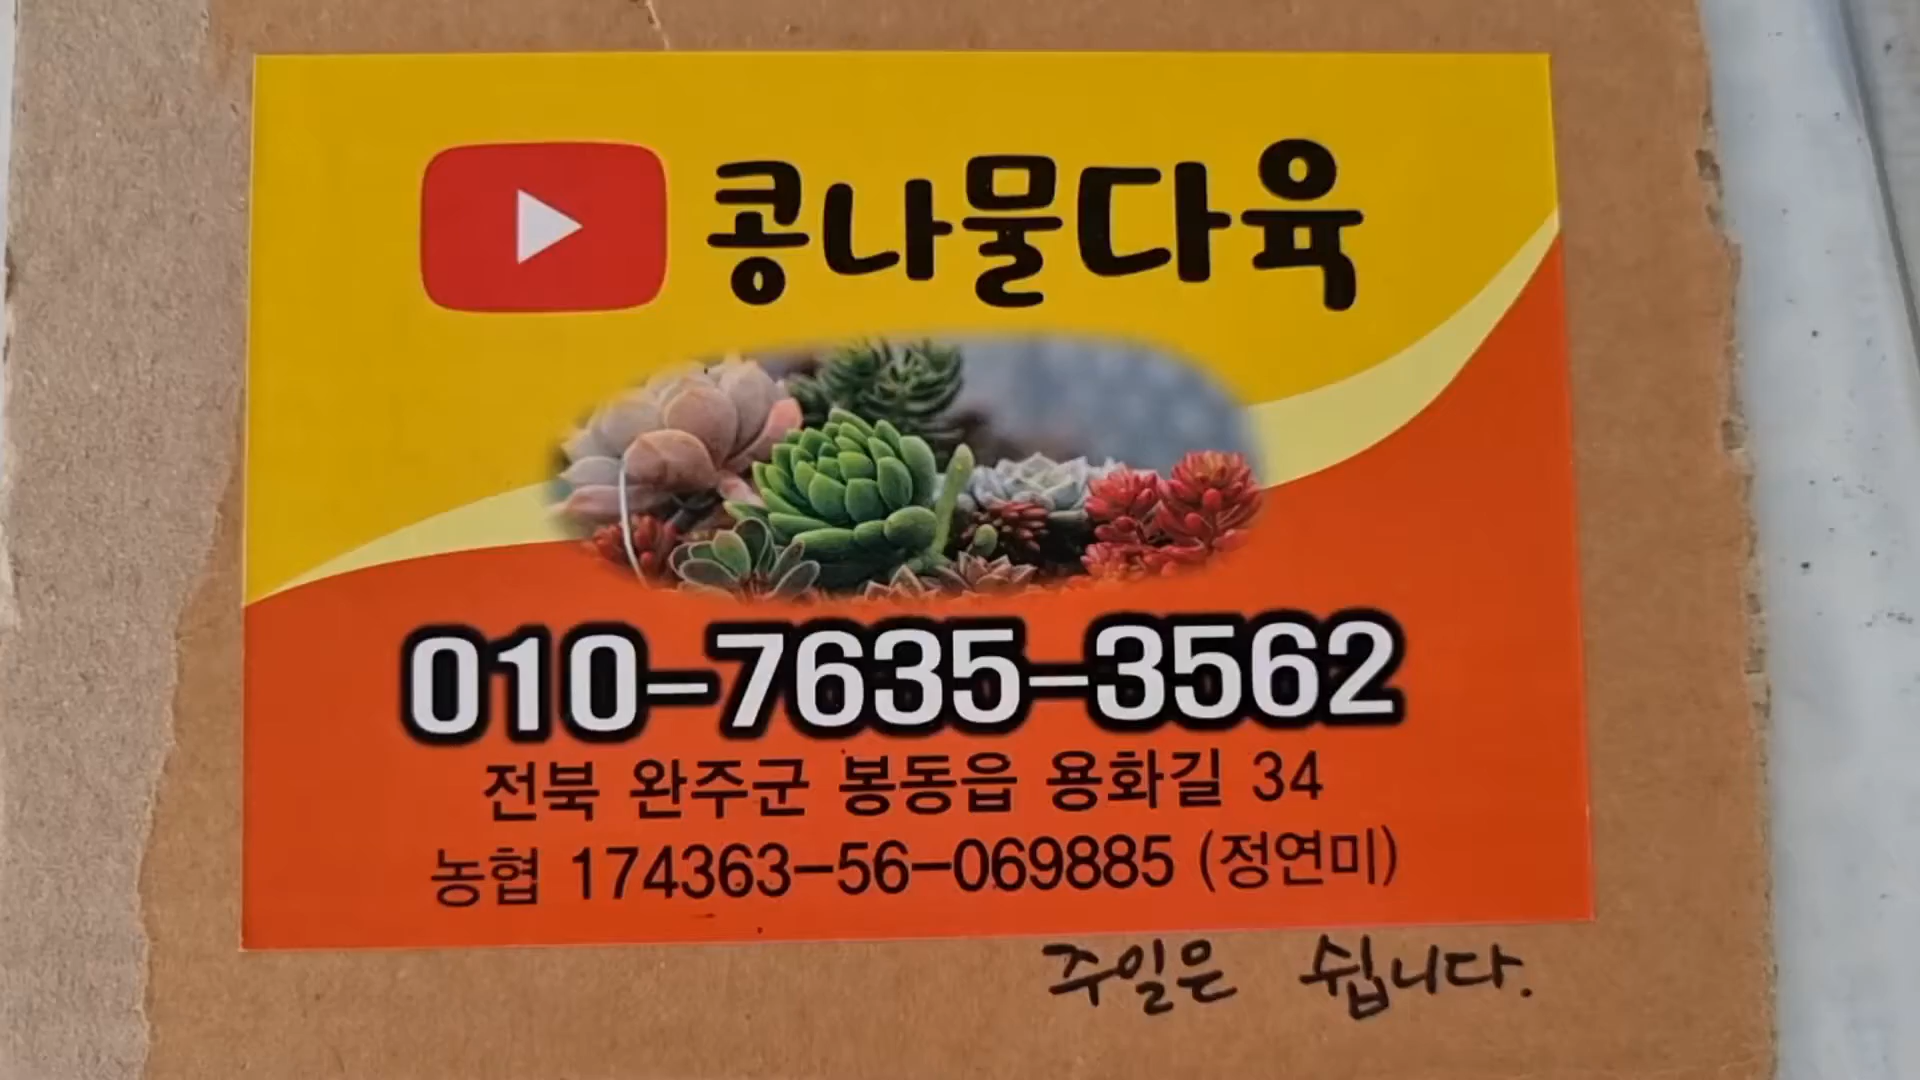 콩나물다육
010-7635-3562
전북 완주군 봉동읍 용화길 34
농협 174363-56-069885 (정연미)
주일은 쉽니다.